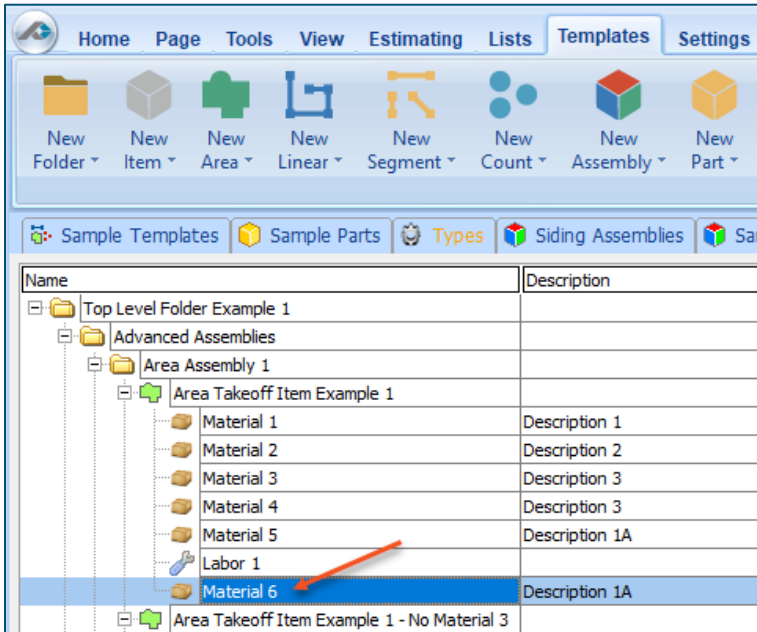 Home Page Tools View Estimating Lists Templates Settings
New Folder New Item New Area New Linear New Segment New Count New Assembly New Part
Sample Templates Sample Parts Types Siding Assemblies
Name Description
Top Level Folder Example 1
Advanced Assemblies
Area Assembly 1
Area Takeoff Item Example 1
Material 1 Description 1
Material 2 Description 2
Material 3 Description 3
Material 4 Description 3
Material 5 Description 1A
Labor 1
Material 6 Description 1A
Area Takeoff Item Example 1 - No Material 3